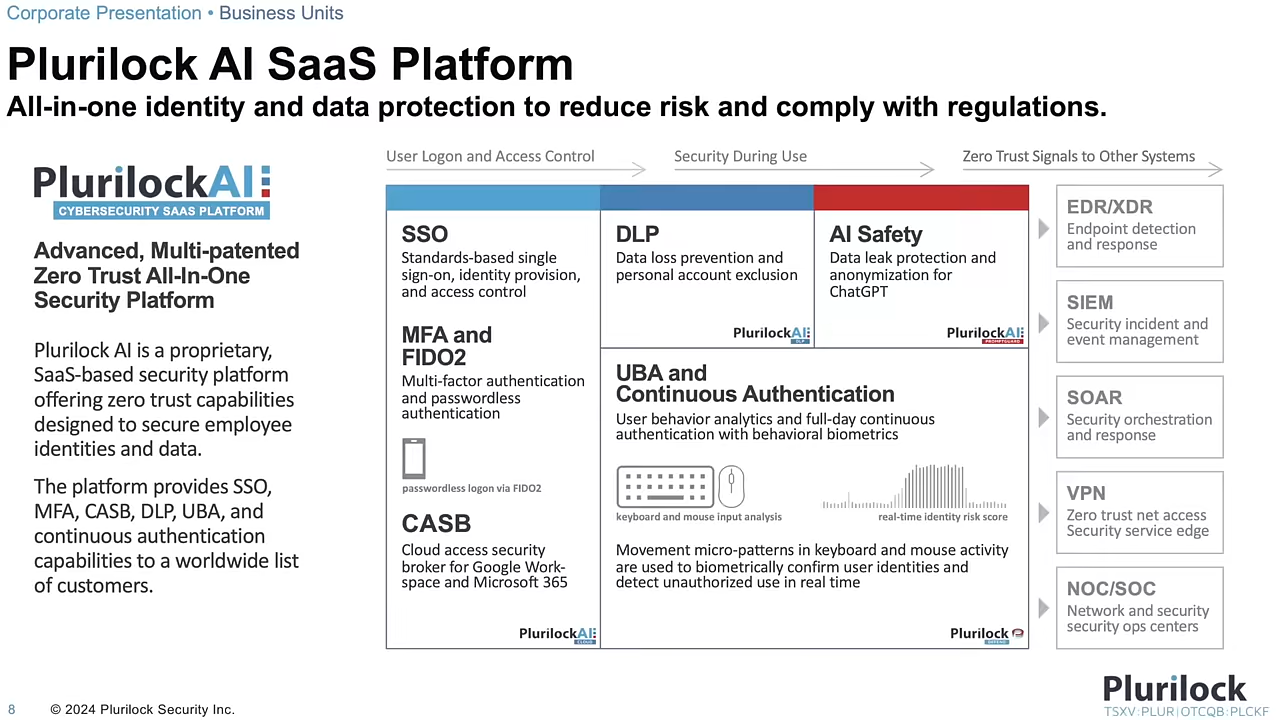 Corporate Presentation • Business Units
Plurilock AI SaaS Platform
All-in-one identity and data protection to reduce risk and comply with regulations.
PlurilockAI
CYBERSECURITY SAAS PLATFORM
Advanced, Multi-patented
Zero Trust All-In-One
Security Platform
Plurilock AI is a proprietary,
SaaS-based security platform
offering zero trust capabilities
designed to secure employee
identities and data.
The platform provides SSO,
MFA, CASB, DLP, UBA, and
continuous authentication
capabilities to a worldwide list
of customers.
User Logon and Access Control
Security During Use
Zero Trust Signals to Other Systems
SSO
Standards-based single
sign-on, identity provision,
and access control
MFA and
FIDO2
Multi-factor authentication
and passwordless
authentication
passwordless logon via FIDO2
CASB
Cloud access security
broker for Google Work-
space and Microsoft 365
PlurilockAI
CLOUD
DLP
Data loss prevention and
personal account exclusion
PlurilockAI
DLP
AI Safety
Data leak protection and
anonymization for
ChatGPT
PlurilockAI
PROMPTGUARD
UBA and
Continuous Authentication
User behavior analytics and full-day continuous
authentication with behavioral biometrics
keyboard and mouse input analysis
real-time identity risk score
Movement micro-patterns in keyboard and mouse activity
are used to biometrically confirm user identities and
detect unauthorized use in real time
Plurilock
DEFEND
EDR/XDR
Endpoint detection
and response
SIEM
Security incident and
event management
SOAR
Security orchestration
and response
VPN
Zero trust net access
Security service edge
NOC/SOC
Network and security
security ops centers
8
© 2024 Plurilock Security Inc.
Plurilock
TSXV:PLUR|OTCQB:PLCKF